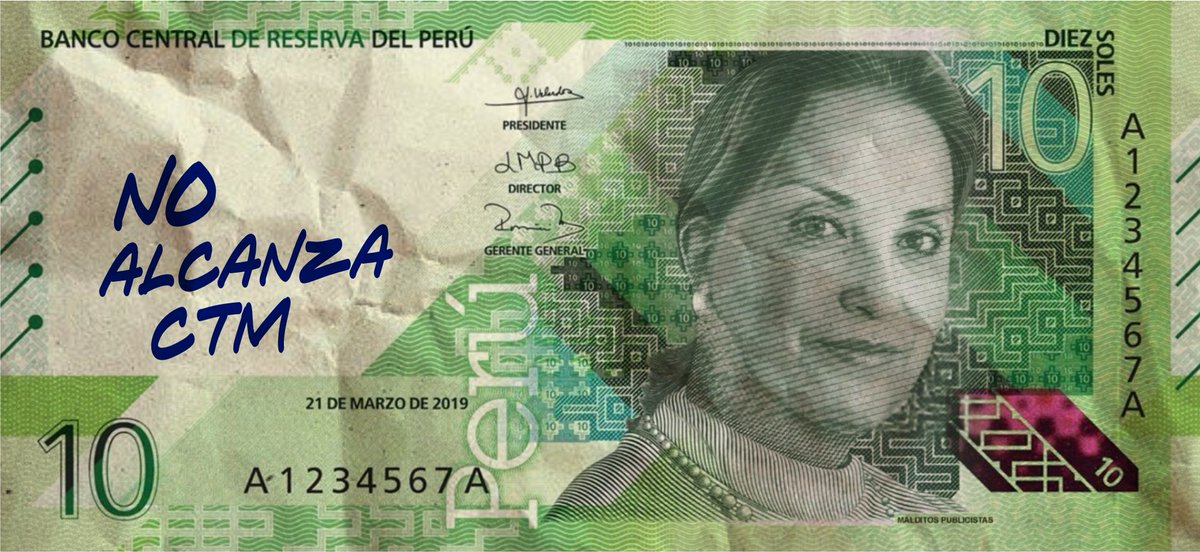 BANCO CENTRAL DE RESERVA DEL PERÚ
DIEZ SOLES
10
PRESIDENTE
DIRECTOR
GERENTE GENERAL
NO
ALCANZA
CTM
Perú
A1234567A
21 DE MARZO DE 2019
10
A1234567A
10
MALDITOS PUBLICISTAS